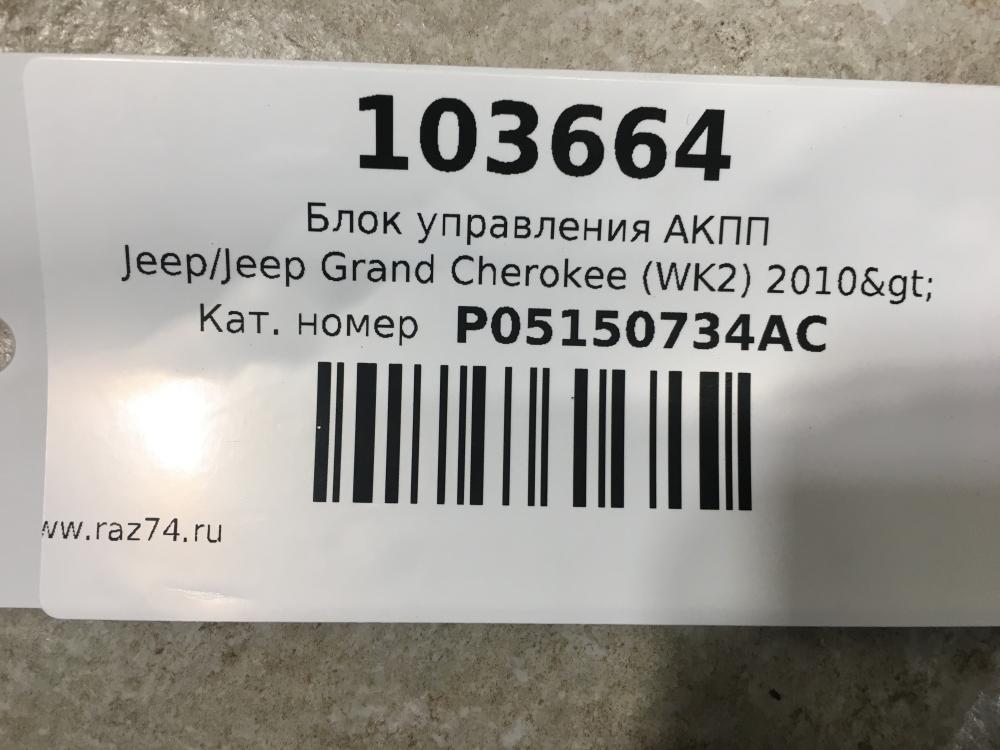 103664
Блок управления АКПП
Jeep/Jeep Grand Cherokee (WK2) 2010&gt;
Кат. номер P05150734AC
ww.raz74.ru